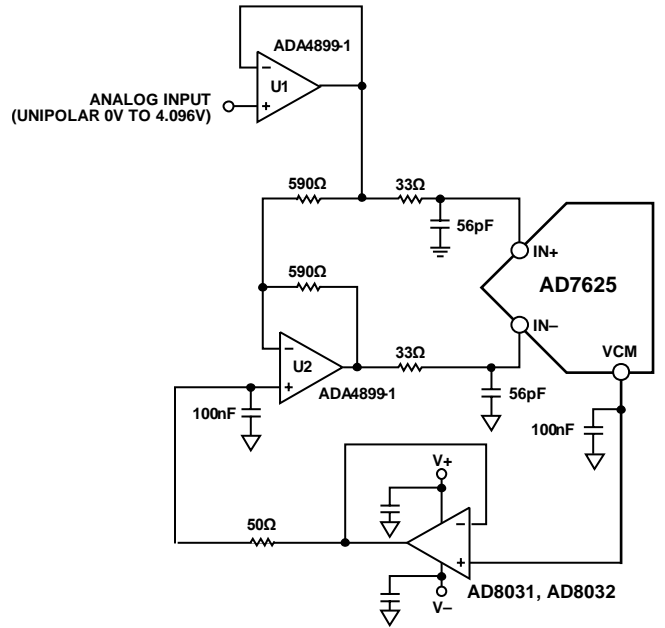 ADA4899-1
U1
−
+
ANALOG INPUT
(UNIPOLAR 0V TO 4.096V)
590Ω
33Ω
56pF
IN+
AD7625
590Ω
IN−
−
U2
+
33Ω
VCM
ADA4899-1
56pF
100nF
100nF
V+
50Ω
−
+
AD8031, AD8032
V−